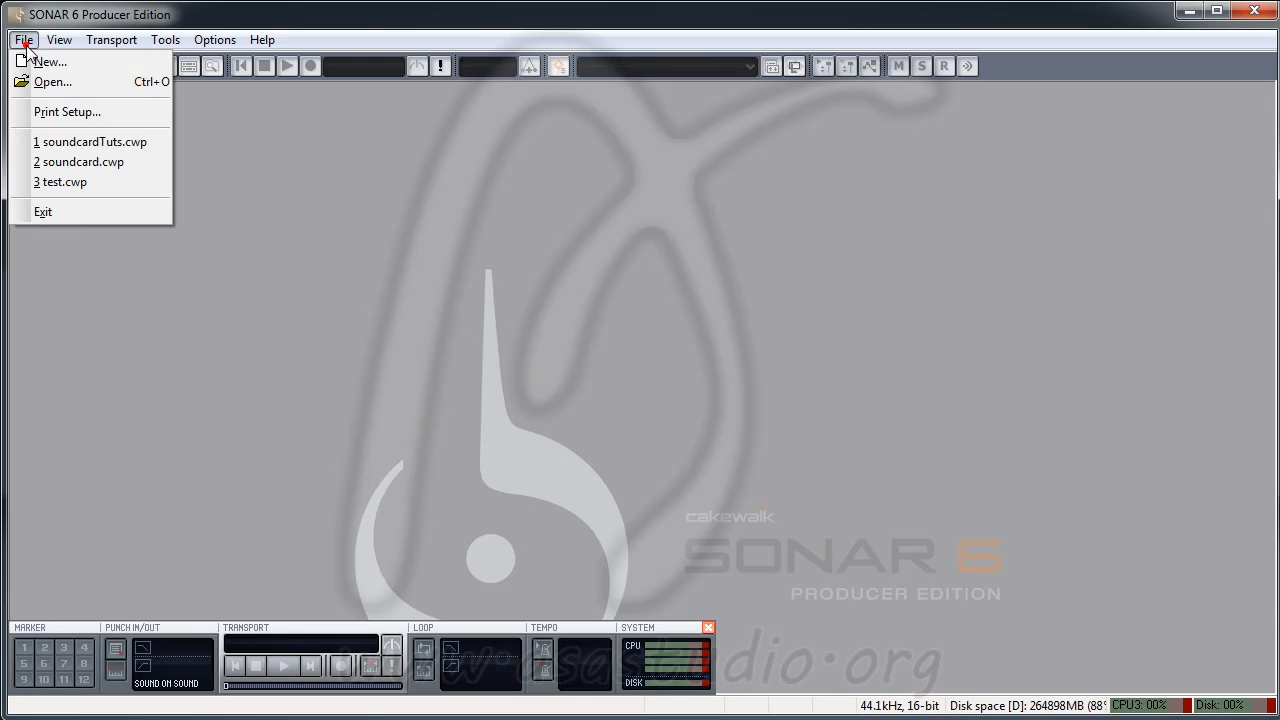 SONAR 6 Producer Edition
File View Transport Tools Options Help
New...
Open... Ctrl+O
Print Setup...
1 soundcardTuts.cwp
2 soundcard.cwp
3 test.cwp
Exit
M S R
cakewalk
SONAR 6
PRODUCER EDITION
MARKER PUNCH IN/OUT TRANSPORT LOOP TEMPO SYSTEM
1 2 3 4
5 6 7 8
9 10 11 12
SOUND ON SOUND
CPU
DISK
44.1kHz, 16-bit Disk space [D]: 264898MB (88% CPU3: 00% Disk: 00%